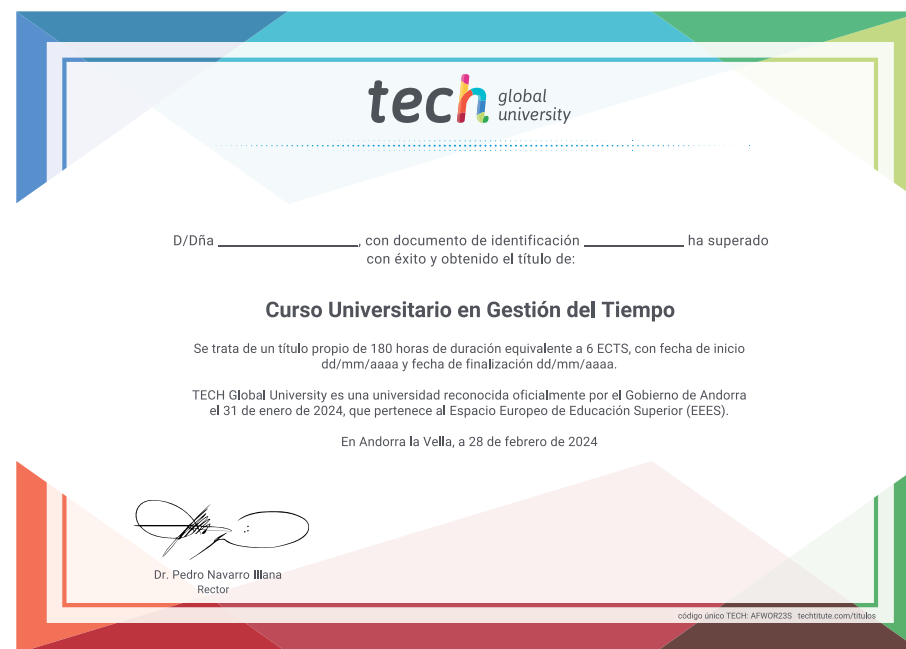 tech global university
D/Dña ____________________, con documento de identificación ______________ ha superado
con éxito y obtenido el título de:
Curso Universitario en Gestión del Tiempo
Se trata de un título propio de 180 horas de duración equivalente a 6 ECTS, con fecha de inicio
dd/mm/aaaa y fecha de finalización dd/mm/aaaa.
TECH Global University es una universidad reconocida oficialmente por el Gobierno de Andorra
el 31 de enero de 2024, que pertenece al Espacio Europeo de Educación Superior (EEES).
En Andorra la Vella, a 28 de febrero de 2024
Dr. Pedro Navarro Illana
Rector
código único TECH: AFWOR23S techtitute.com/titulos